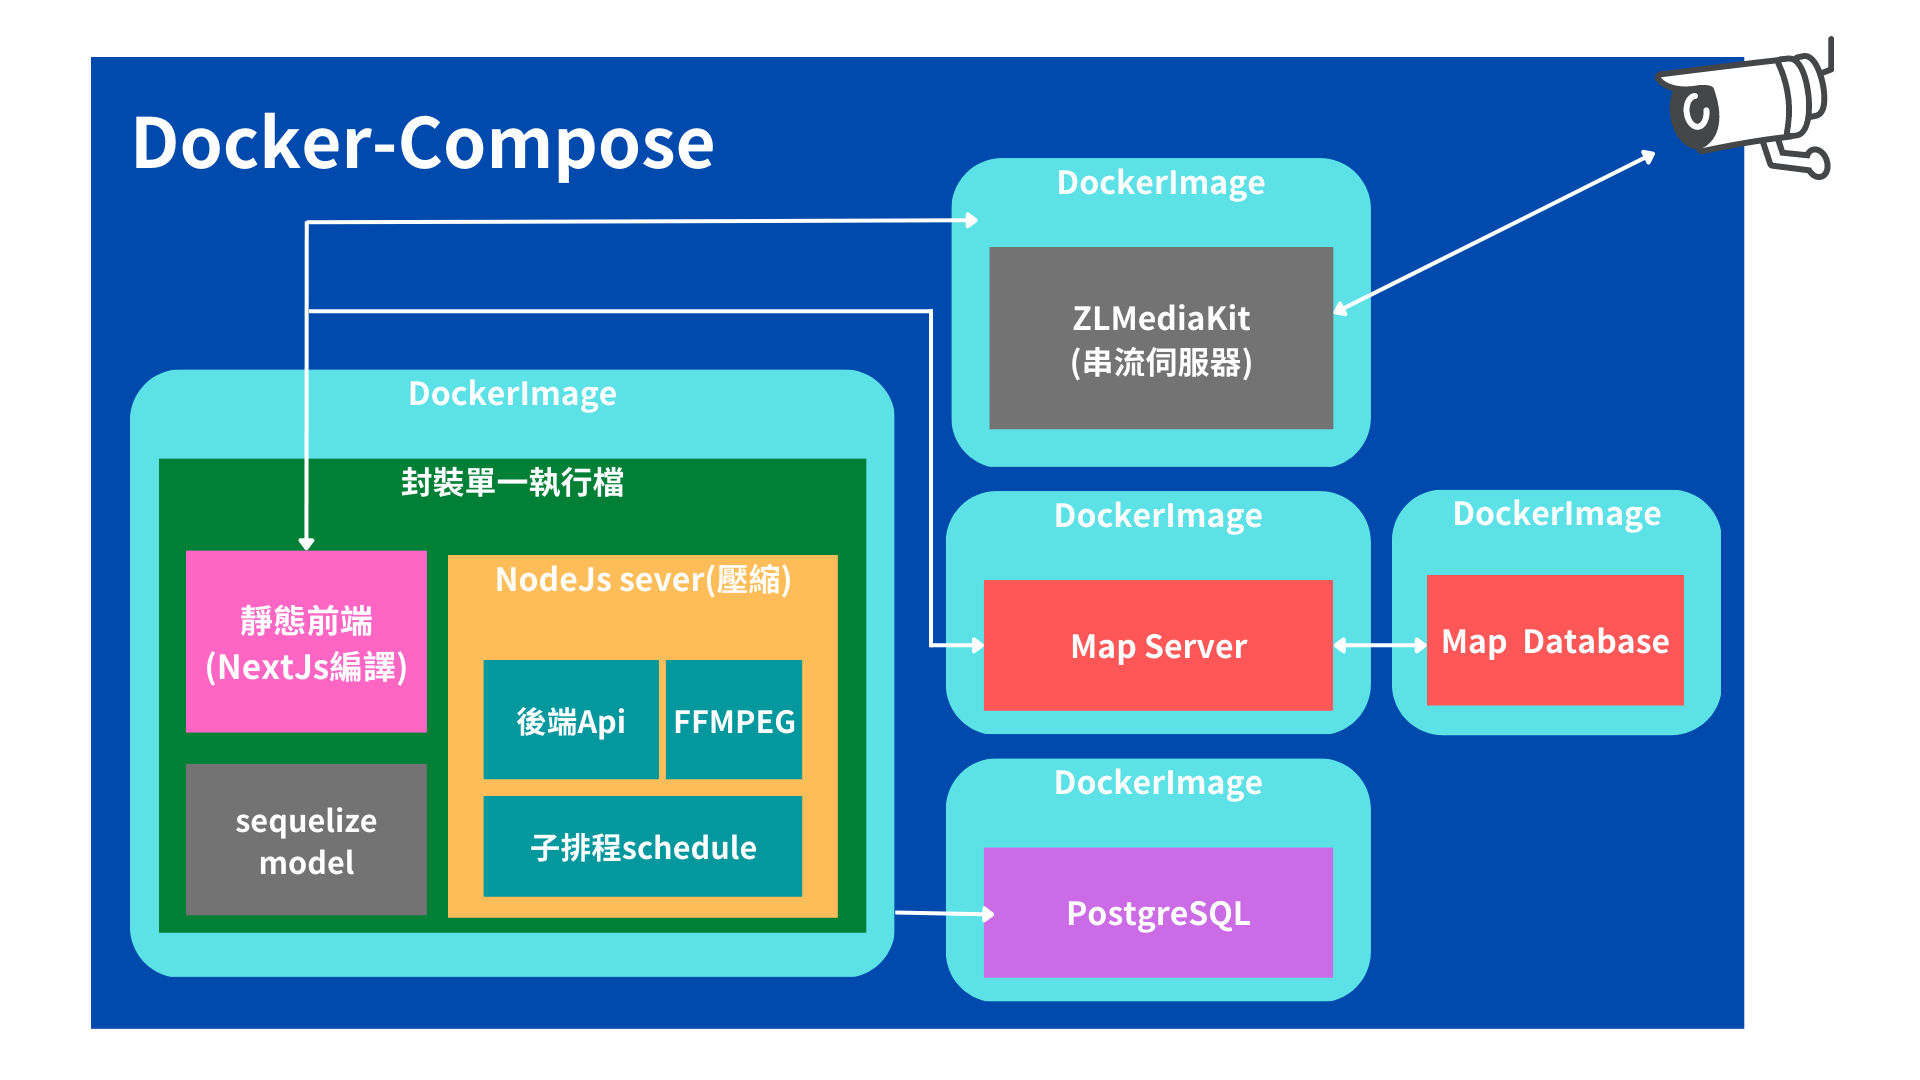 Docker-Compose
DockerImage
ZLMediaKit
(串流伺服器)
DockerImage
封裝單一執行檔
靜態前端
(NextJs編譯)
NodeJs sever(壓縮)
後端Api
FFMPEG
子排程schedule
sequelize
model
DockerImage
Map Server
DockerImage
Map Database
DockerImage
PostgreSQL